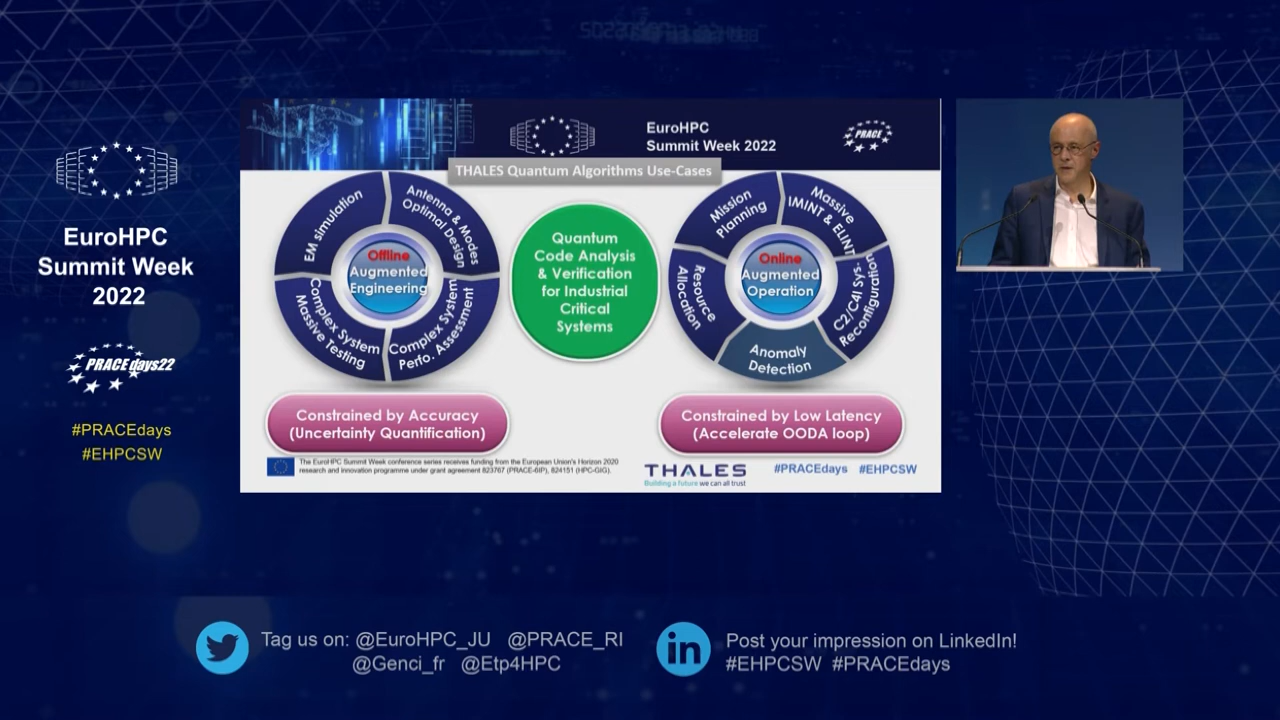 EuroHPC
Summit Week
2022
PRACEdays22
#PRACEdays
#EHPCSW
EuroHPC
Summit Week 2022
PRACE
THALES Quantum Algorithms Use-Cases
EM simulation
Antenna & Modes
Optimal Design
Offline
Augmented
Engineering
Complex System
Massive Testing
Complex System
Perfo. Assessment
Quantum
Code Analysis
& Verification
for Industrial
Critical
Systems
Mission
Planning
Massive
IMINT & ELINT
Online
Augmented
Operation
Resource
Allocation
C2/C4I Sys.
Reconfiguration
Anomaly
Detection
Constrained by Accuracy
(Uncertainty Quantification)
Constrained by Low Latency
(Accelerate OODA loop)
The EuroHPC Summit Week conference series receives funding from the European Union's Horizon 2020
research and innovation programme under grant agreement 823767 (PRACE-6IP), 824151 (HPC-GIG).
THALES
Building a future we can all trust
#PRACEdays #EHPCSW
Tag us on: @EuroHPC_JU @PRACE_RI
@Genci_fr @Etp4HPC
in
Post your impression on LinkedIn!
#EHPCSW #PRACEdays